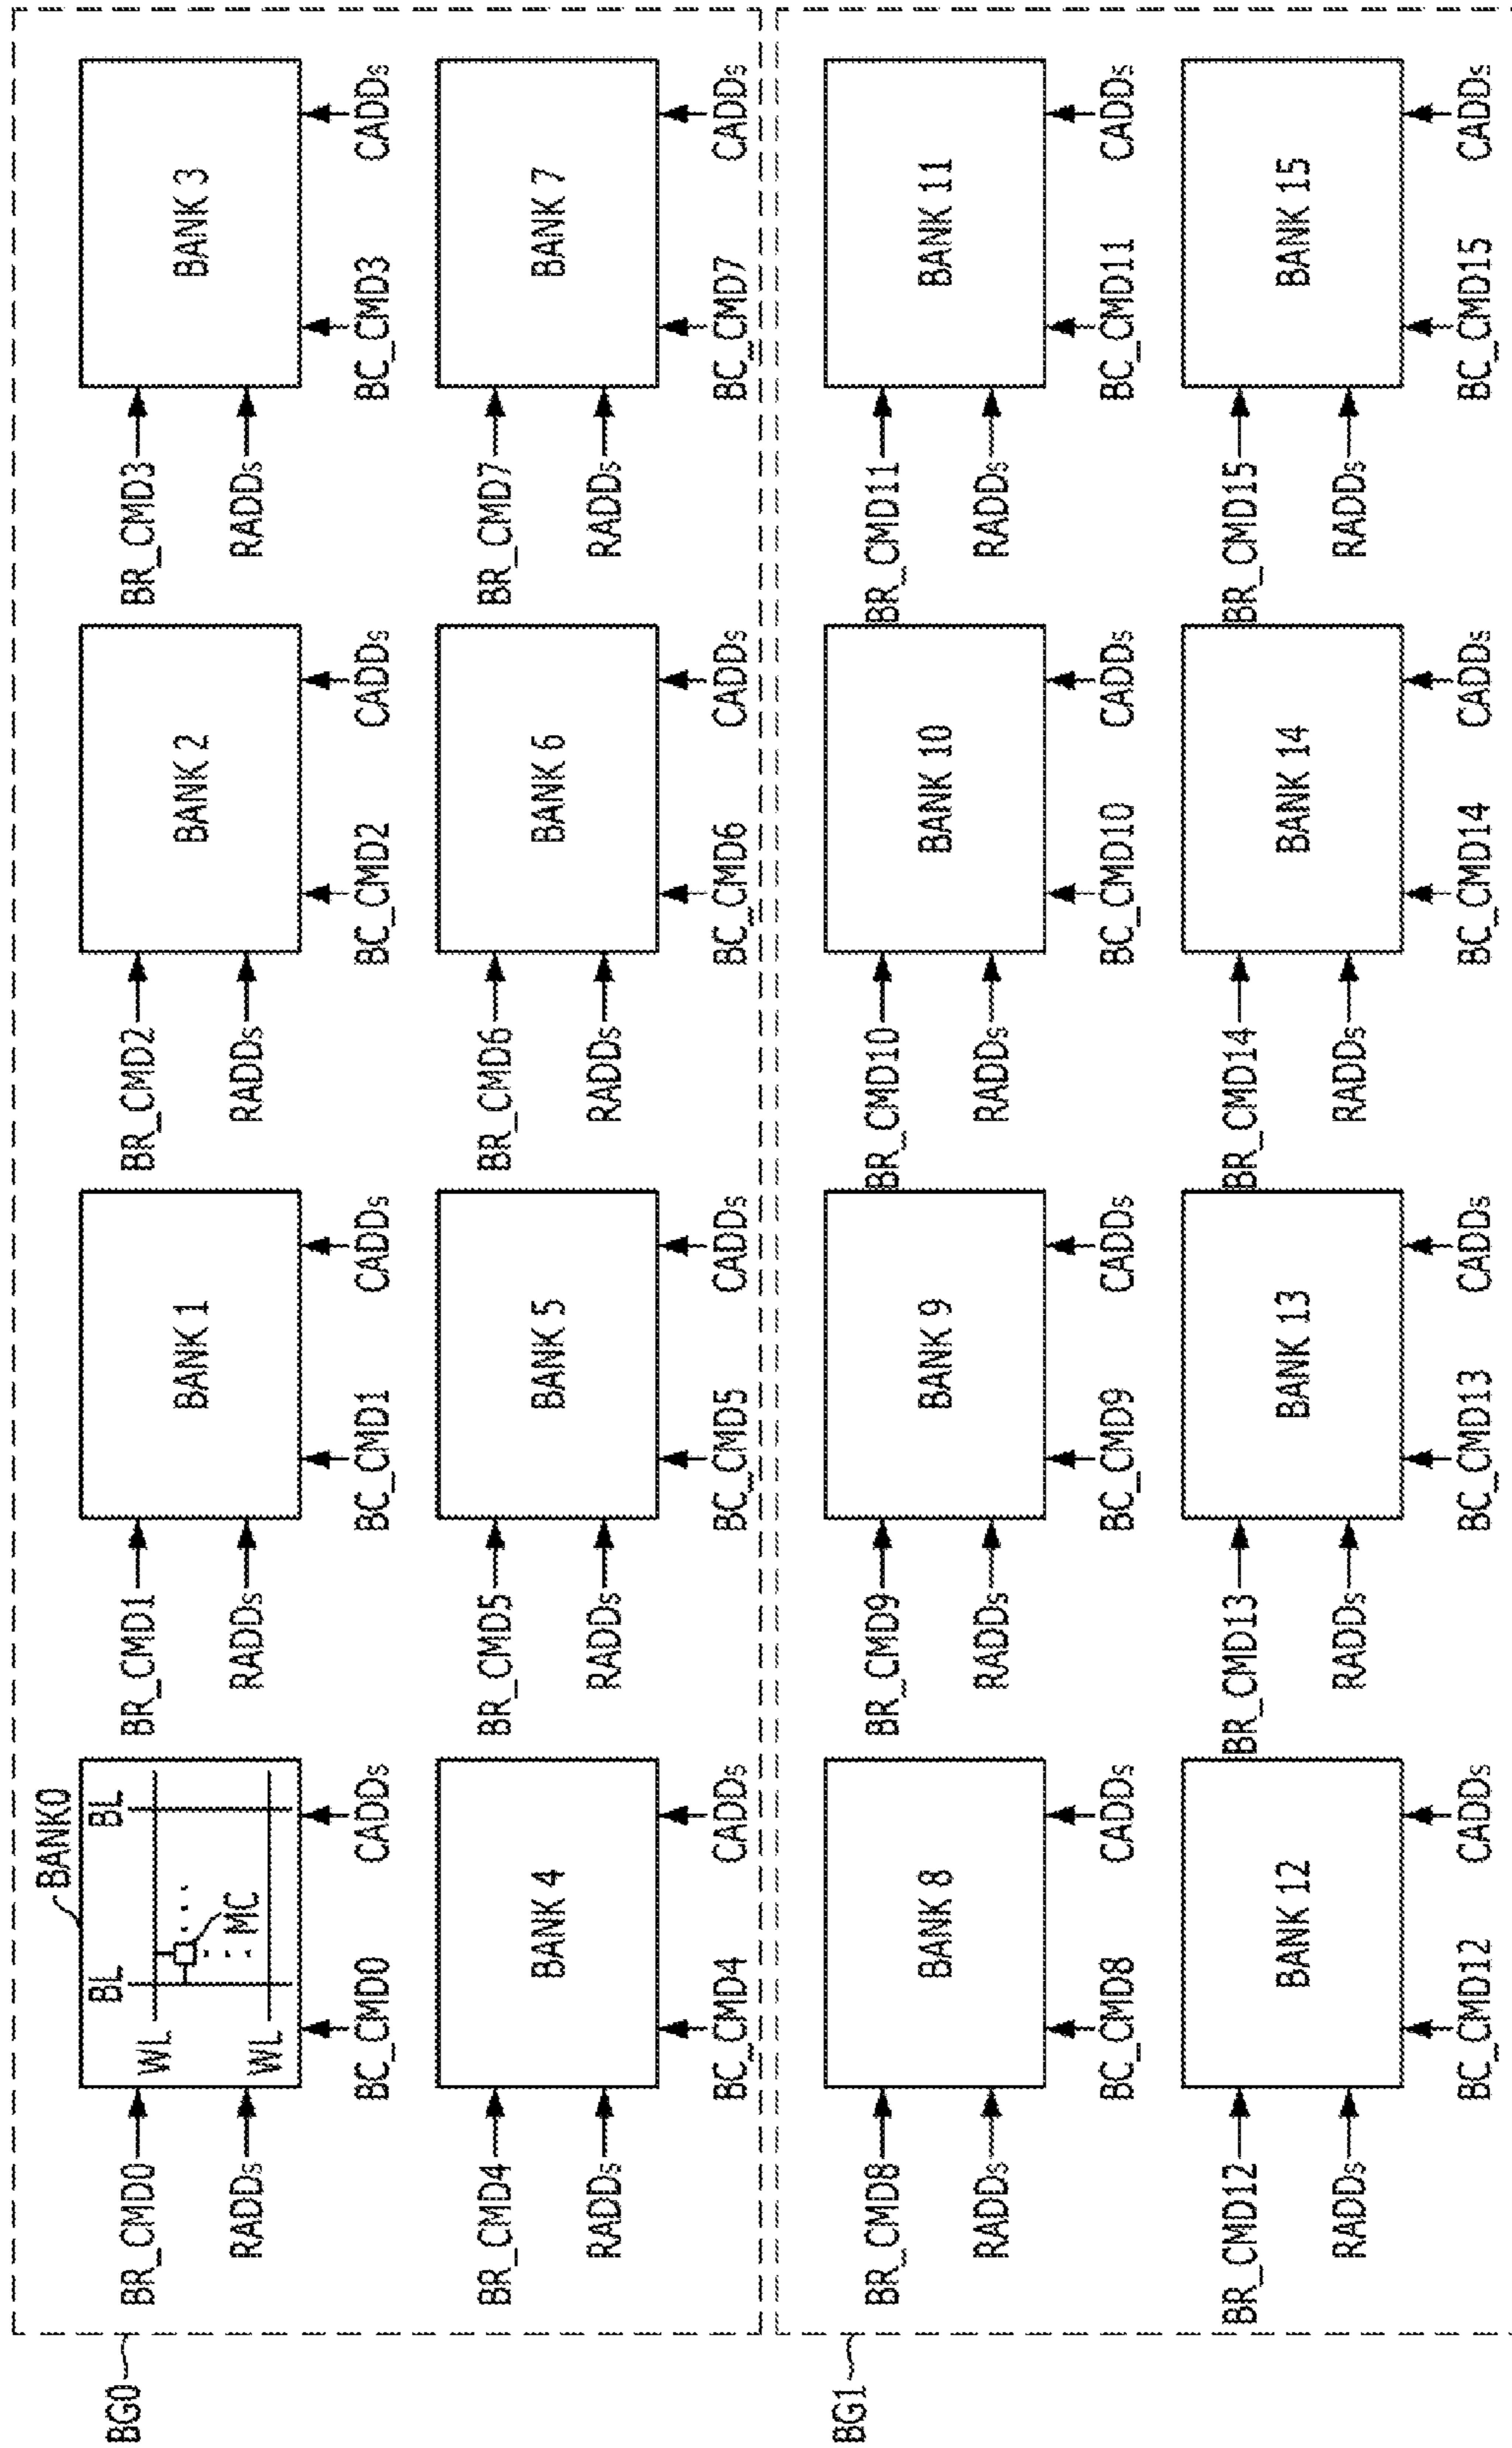 BG0
BANK0
BL BL
WL
MC
WL
BR_CMD0
RADDs
BC_CMD0 CADDs
BR_CMD1
RADDs
BANK 1
BC_CMD1 CADDs
BR_CMD2
RADDs
BANK 2
BC_CMD2 CADDs
BR_CMD3
RADDs
BANK 3
BC_CMD3 CADDs
BR_CMD4
RADDs
BANK 4
BC_CMD4 CADDs
BR_CMD5
RADDs
BANK 5
BC_CMD5 CADDs
BR_CMD6
RADDs
BANK 6
BC_CMD6 CADDs
BR_CMD7
RADDs
BANK 7
BC_CMD7 CADDs
BG1
BR_CMD8
RADDs
BANK 8
BC_CMD8 CADDs
BR_CMD9
RADDs
BANK 9
BC_CMD9 CADDs
BR_CMD10
RADDs
BANK 10
BC_CMD10 CADDs
BR_CMD11
RADDs
BANK 11
BC_CMD11 CADDs
BR_CMD12
RADDs
BANK 12
BC_CMD12 CADDs
BR_CMD13
RADDs
BANK 13
BC_CMD13 CADDs
BR_CMD14
RADDs
BANK 14
BC_CMD14 CADDs
BR_CMD15
RADDs
BANK 15
BC_CMD15 CADDs